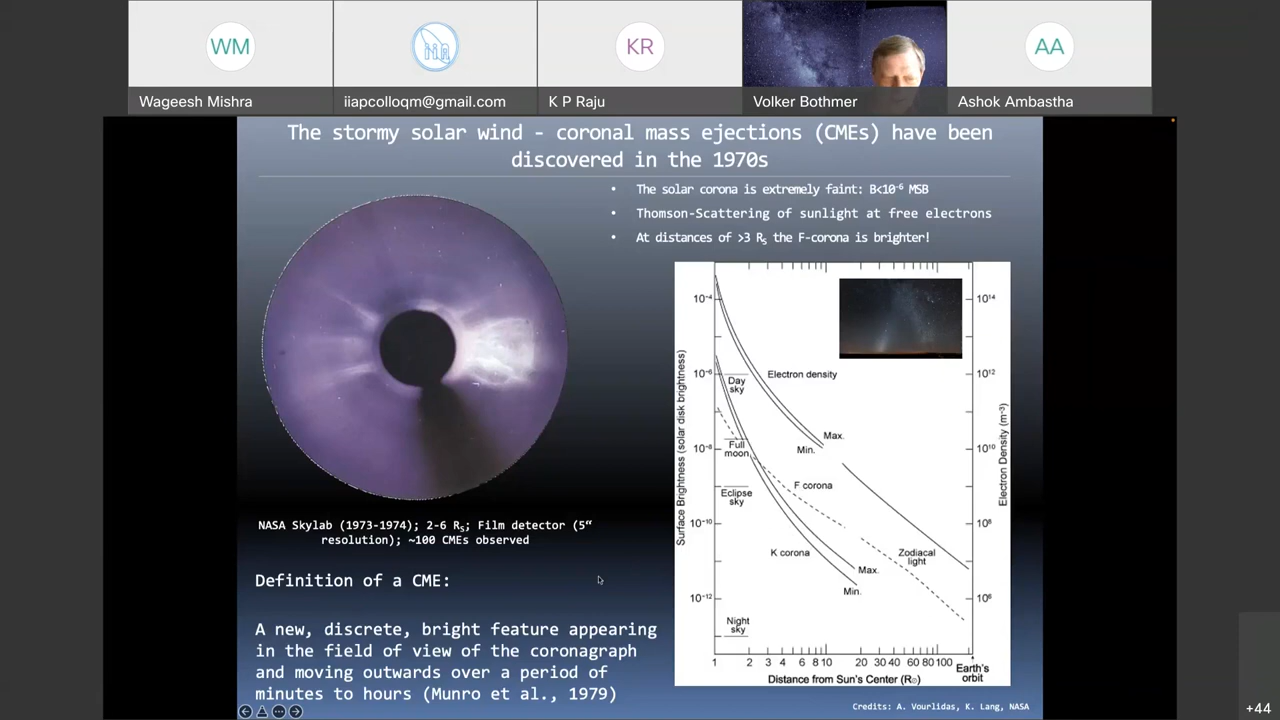 WM
KR
AA
Wageesh Mishra
iiapcolloqm@gmail.com
K P Raju
Volker Bothmer
Ashok Ambastha
The stormy solar wind - coronal mass ejections (CMEs) have been
discovered in the 1970s
• The solar corona is extremely faint: B<10-6 MSB
• Thomson-Scattering of sunlight at free electrons
• At distances of >3 Rs the F-corona is brighter!
NASA Skylab (1973-1974); 2-6 Rs; Film detector (5“
resolution); ~100 CMEs observed
Definition of a CME:
A new, discrete, bright feature appearing
in the field of view of the coronagraph
and moving outwards over a period of
minutes to hours (Munro et al., 1979)
Surface Brightness (solar disk brightness)
10-4
10-6
10-8
10-10
10-12
Day
sky
Full
moon
Eclipse
sky
Night
sky
Electron density
Max.
Min.
F corona
K corona
Max.
Min.
Zodiacal
light
1014
1012
1010
108
106
Electron Density (m-3)
1 2 3 4 6 8 10 20 30 40 60 80 100
Earth's
orbit
Distance from Sun's Center (R☉)
Credits: A. Vourlidas, K. Lang, NASA
+44